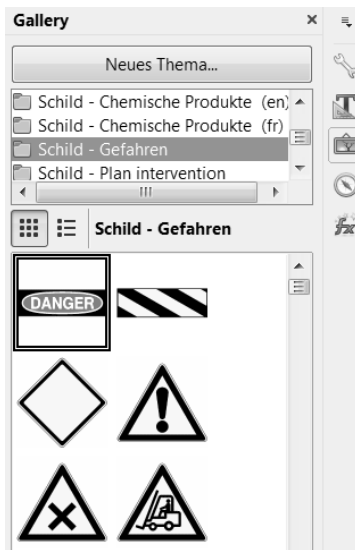 Gallery
Neues Thema...
Schild - Chemische Produkte (en)
Schild - Chemische Produkte (fr)
Schild - Gefahren
Schild - Plan intervention
Schild - Gefahren
DANGER